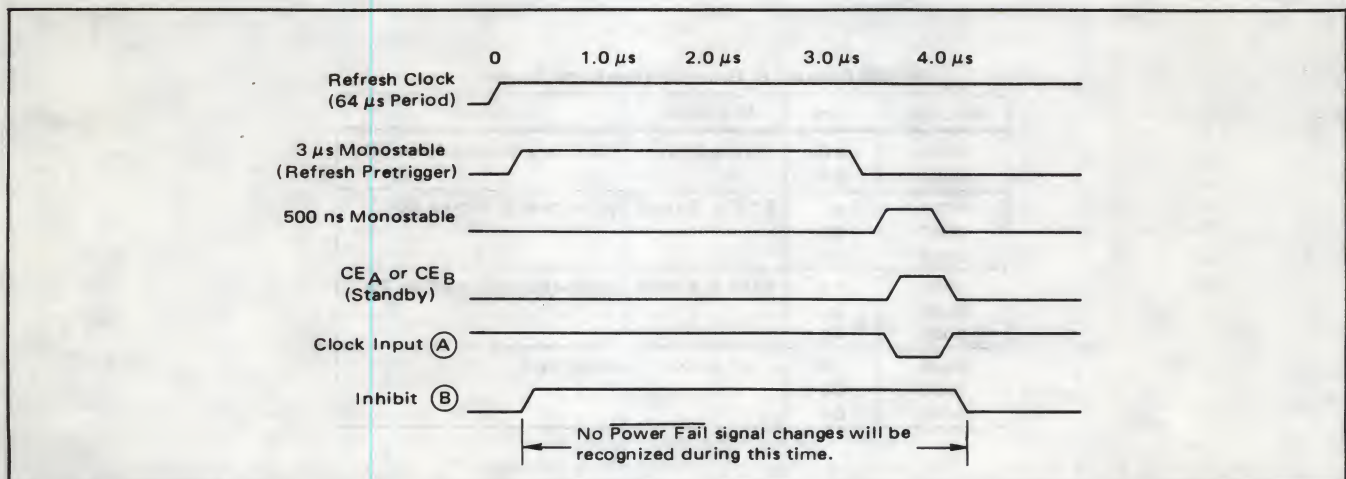 0 1.0 μs 2.0 μs 3.0 μs 4.0 μs
Refresh Clock
(64 μs Period)
3 μs Monostable
(Refresh Pretrigger)
500 ns Monostable
CE A or CE B
(Standby)
Clock Input Ⓐ
Inhibit Ⓑ
No Power Fail signal changes will be
recognized during this time.